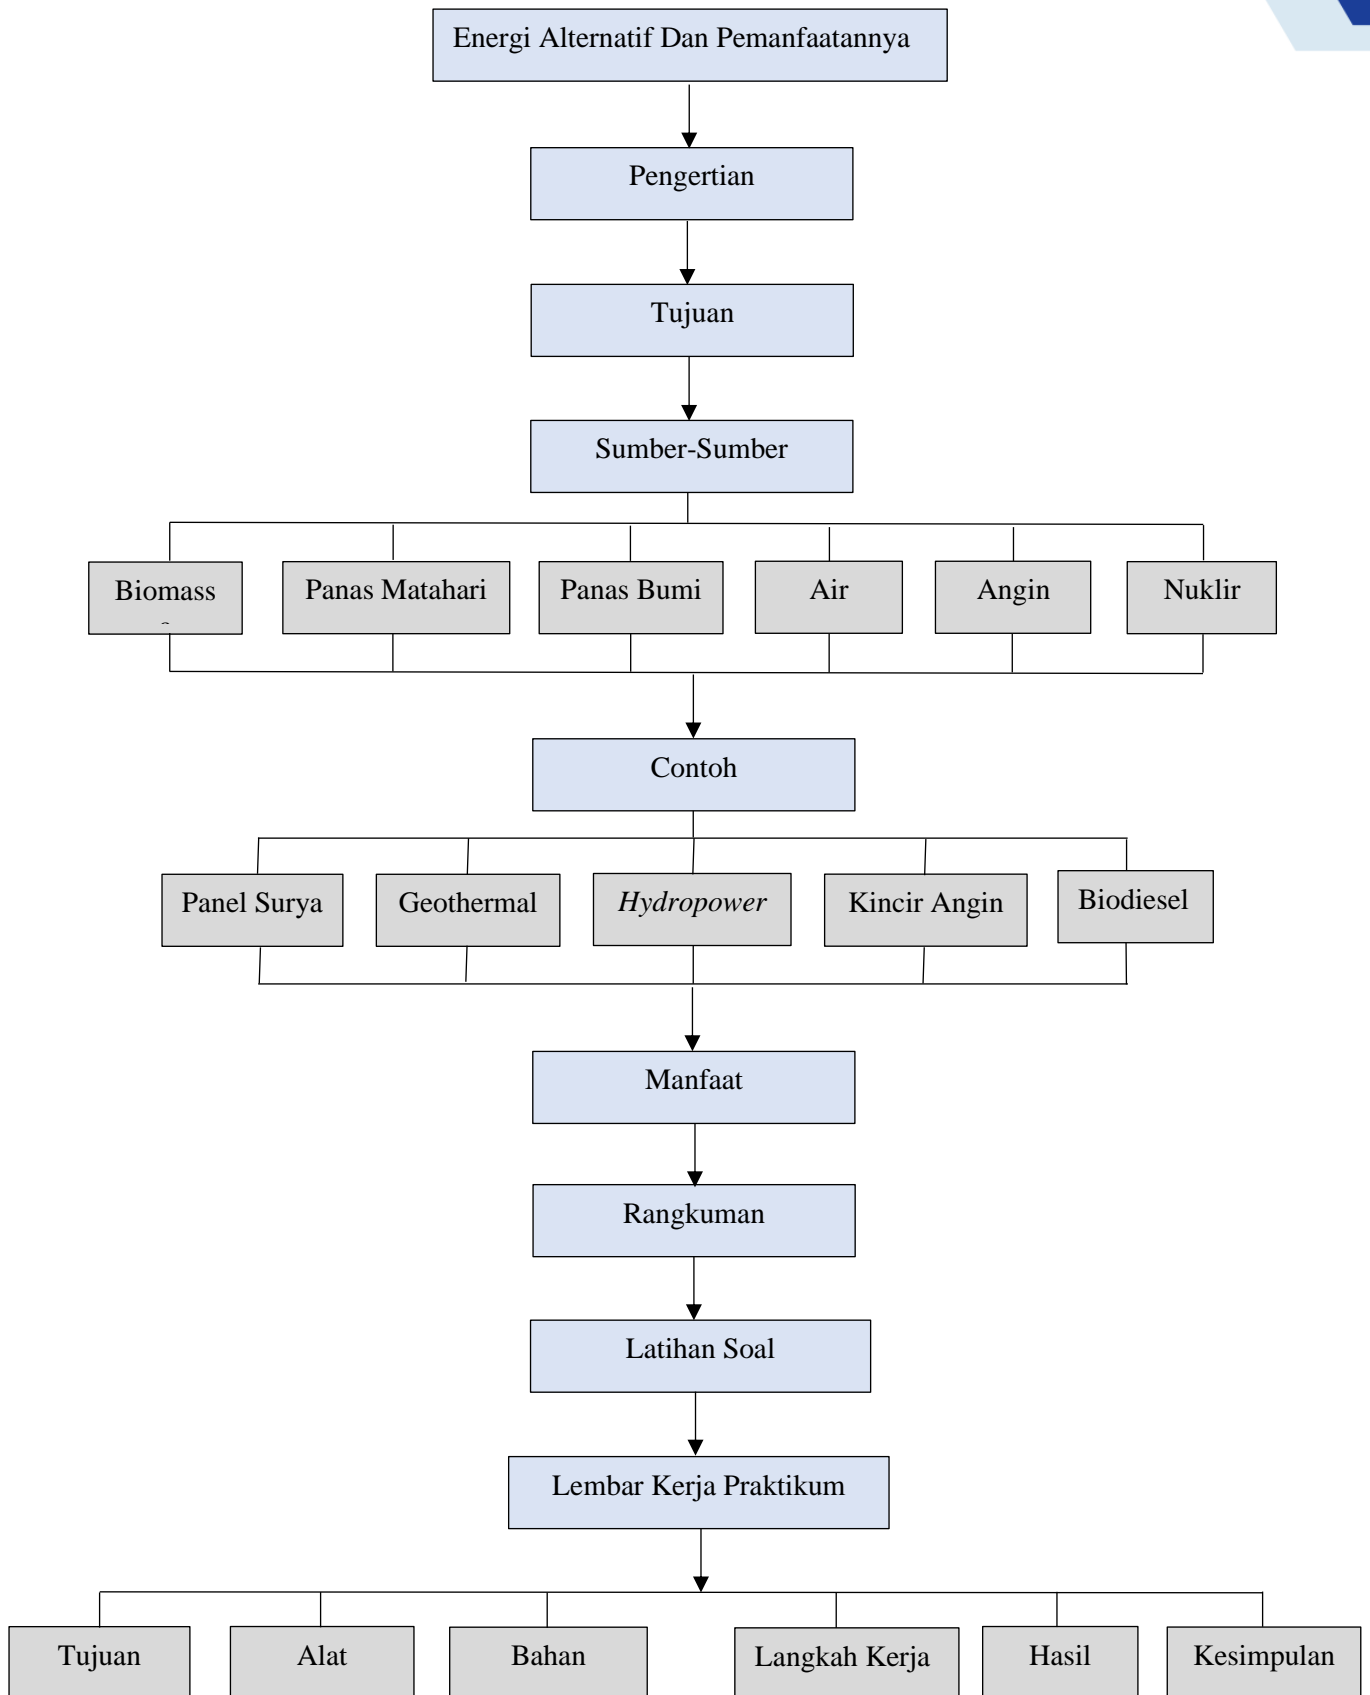 Energi Alternatif Dan Pemanfaatannya
Pengertian
Tujuan
Sumber-Sumber
Biomass
Panas Matahari
Panas Bumi
Air
Angin
Nuklir
Contoh
Panel Surya
Geothermal
Hydropower
Kincir Angin
Biodiesel
Manfaat
Rangkuman
Latihan Soal
Lembar Kerja Praktikum
Tujuan
Alat
Bahan
Langkah Kerja
Hasil
Kesimpulan